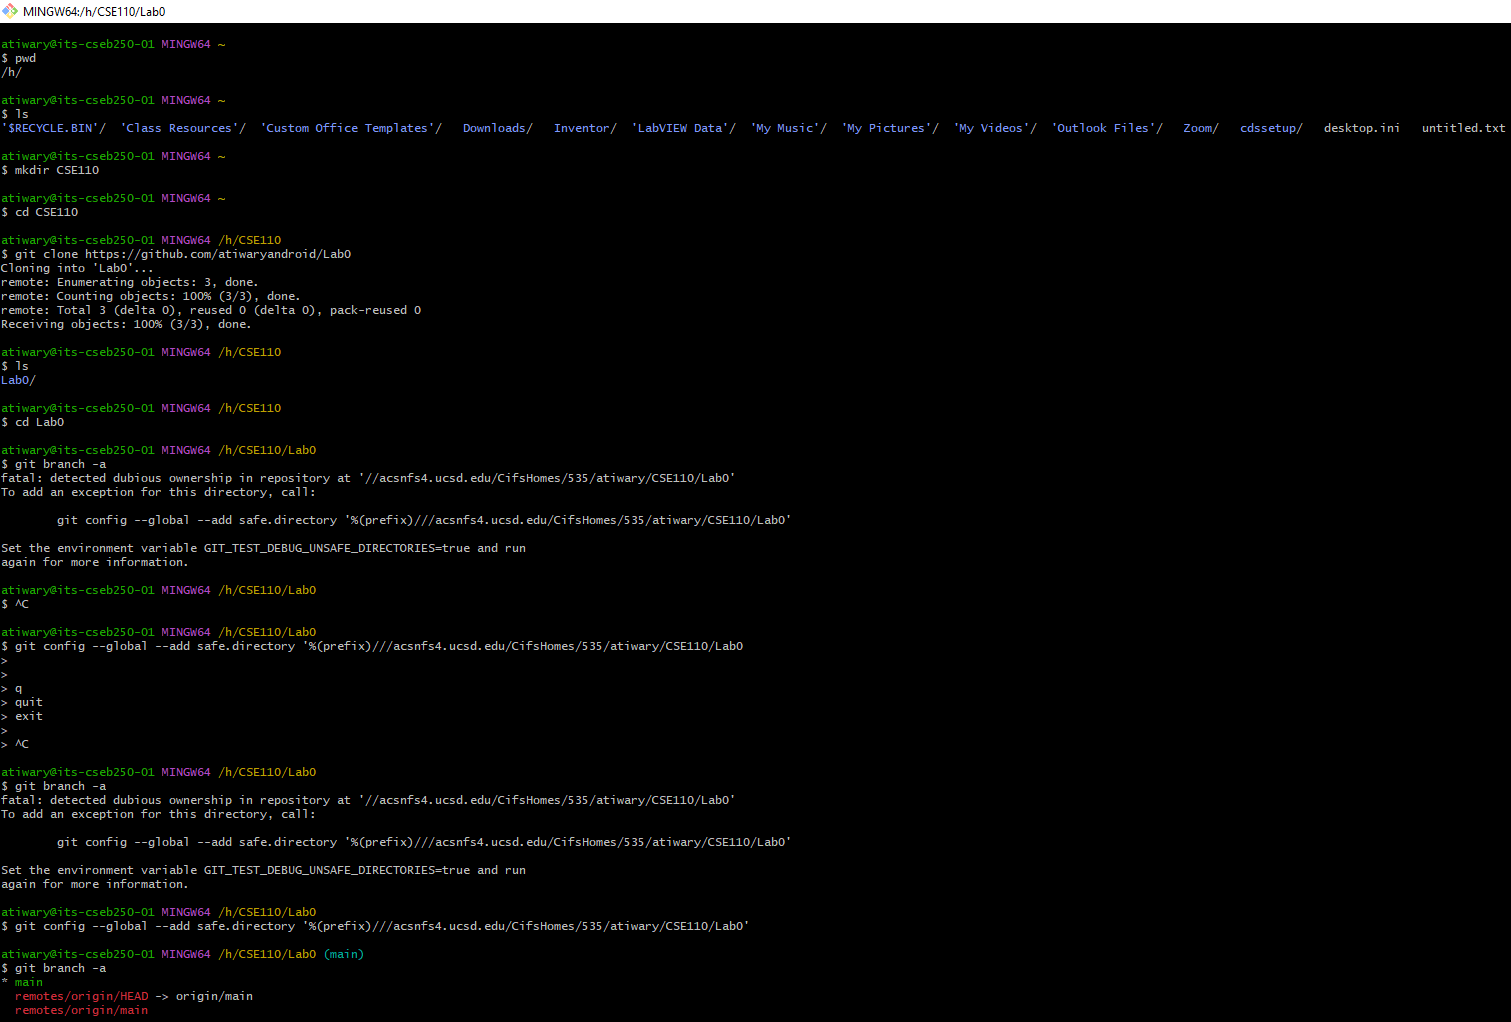 MINGW64:/h/CSE110/Lab0
atiwary@its-cseb250-01 MINGW64 ~
$ pwd
/h/
atiwary@its-cseb250-01 MINGW64 ~
$ ls
'$RECYCLE.BIN'/  'Class Resources'/  'Custom Office Templates'/   Downloads/   Inventor/  'LabVIEW Data'/  'My Music'/  'My Pictures'/  'My Videos'/  'Outlook Files'/   Zoom/   cdssetup/   desktop.ini   untitled.txt
atiwary@its-cseb250-01 MINGW64 ~
$ mkdir CSE110
atiwary@its-cseb250-01 MINGW64 ~
$ cd CSE110
atiwary@its-cseb250-01 MINGW64 /h/CSE110
$ git clone https://github.com/atiwaryandroid/Lab0
Cloning into 'Lab0'...
remote: Enumerating objects: 3, done.
remote: Counting objects: 100% (3/3), done.
remote: Total 3 (delta 0), reused 0 (delta 0), pack-reused 0
Receiving objects: 100% (3/3), done.
atiwary@its-cseb250-01 MINGW64 /h/CSE110
$ ls
Lab0/
atiwary@its-cseb250-01 MINGW64 /h/CSE110
$ cd Lab0
atiwary@its-cseb250-01 MINGW64 /h/CSE110/Lab0
$ git branch -a
fatal: detected dubious ownership in repository at '//acsnfs4.ucsd.edu/CifsHomes/535/atiwary/CSE110/Lab0'
To add an exception for this directory, call:
        git config --global --add safe.directory '%(prefix)///acsnfs4.ucsd.edu/CifsHomes/535/atiwary/CSE110/Lab0'
Set the environment variable GIT_TEST_DEBUG_UNSAFE_DIRECTORIES=true and run
again for more information.
atiwary@its-cseb250-01 MINGW64 /h/CSE110/Lab0
$ ^C
atiwary@its-cseb250-01 MINGW64 /h/CSE110/Lab0
$ git config --global --add safe.directory '%(prefix)///acsnfs4.ucsd.edu/CifsHomes/535/atiwary/CSE110/Lab0
>
>
> q
> quit
> exit
>
> ^C
atiwary@its-cseb250-01 MINGW64 /h/CSE110/Lab0
$ git branch -a
fatal: detected dubious ownership in repository at '//acsnfs4.ucsd.edu/CifsHomes/535/atiwary/CSE110/Lab0'
To add an exception for this directory, call:
        git config --global --add safe.directory '%(prefix)///acsnfs4.ucsd.edu/CifsHomes/535/atiwary/CSE110/Lab0'
Set the environment variable GIT_TEST_DEBUG_UNSAFE_DIRECTORIES=true and run
again for more information.
atiwary@its-cseb250-01 MINGW64 /h/CSE110/Lab0
$ git config --global --add safe.directory '%(prefix)///acsnfs4.ucsd.edu/CifsHomes/535/atiwary/CSE110/Lab0'
atiwary@its-cseb250-01 MINGW64 /h/CSE110/Lab0 (main)
$ git branch -a
* main
  remotes/origin/HEAD -> origin/main
  remotes/origin/main